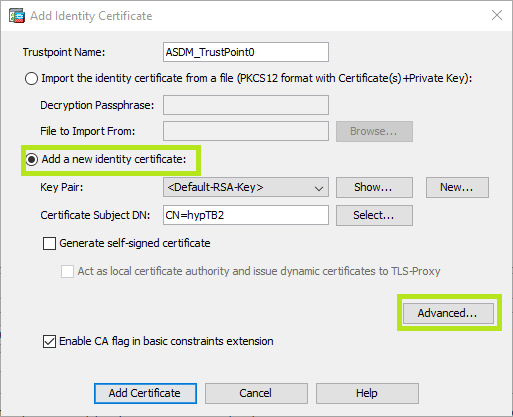 Add Identity Certificate
Trustpoint Name: ASDM_TrustPoint0
Import the identity certificate from a file (PKCS12 format with Certificate(s)+Private Key):
Decryption Passphrase:
File to Import From: Browse...
Add a new identity certificate:
Key Pair: <Default-RSA-Key> Show... New...
Certificate Subject DN: CN=hypTB2 Select...
Generate self-signed certificate
Act as local certificate authority and issue dynamic certificates to TLS-Proxy
Advanced...
Enable CA flag in basic constraints extension
Add Certificate Cancel Help